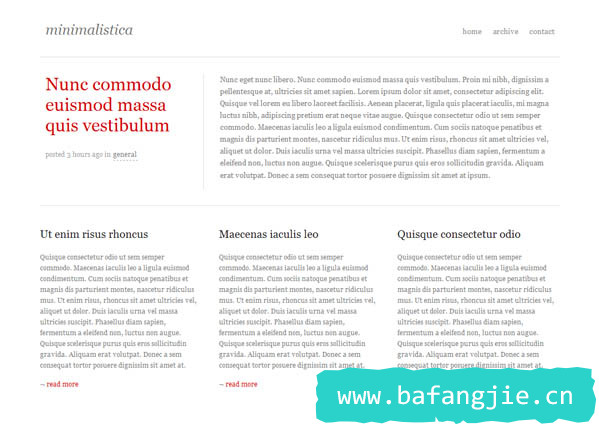 minimalistica
home archive contact
Nunc commodo
euismod massa
quis vestibulum
posted 3 hours ago in general
Nunc eget nunc libero. Nunc commodo euismod massa quis vestibulum. Proin mi nibh, dignissim a
pellentesque at, ultricies sit amet sapien. Lorem ipsum dolor sit amet, consectetur adipiscing elit.
Quisque vel lorem eu libero laoreet facilisis. Aenean placerat, ligula quis placerat iaculis, mi magna
luctus nibh, adipiscing pretium erat neque vitae augue. Quisque consectetur odio ut sem semper
commodo. Maecenas iaculis leo a ligula euismod condimentum. Cum sociis natoque penatibus et
magnis dis parturient montes, nascetur ridiculus mus. Ut enim risus, rhoncus sit amet ultricies vel,
aliquet ut dolor. Duis iaculis urna vel massa ultricies suscipit. Phasellus diam sapien, fermentum a
eleifend non, luctus non augue. Quisque scelerisque purus quis eros sollicitudin gravida. Aliquam
erat volutpat. Donec a sem consequat tortor posuere dignissim sit amet at ipsum.
Ut enim risus rhoncus
Quisque consectetur odio ut sem semper
commodo. Maecenas iaculis leo a ligula euismod
condimentum. Cum sociis natoque penatibus et
magnis dis parturient montes, nascetur ridiculus
mus. Ut enim risus, rhoncus sit amet ultricies vel,
aliquet ut dolor. Duis iaculis urna vel massa
ultricies suscipit. Phasellus diam sapien,
fermentum a eleifend non, luctus non augue.
Quisque scelerisque purus quis eros sollicitudin
gravida. Aliquam erat volutpat. Donec a sem
consequat tortor posuere dignissim sit amet at.
¬ read more
Maecenas iaculis leo
Quisque consectetur odio ut sem semper
commodo. Maecenas iaculis leo a ligula euismod
condimentum. Cum sociis natoque penatibus et
magnis dis parturient montes, nascetur ridiculus
mus. Ut enim risus, rhoncus sit amet ultricies vel,
aliquet ut dolor. Duis iaculis urna vel massa
ultricies suscipit. Phasellus diam sapien,
fermentum a eleifend non, luctus non augue.
Quisque scelerisque purus quis eros sollicitudin
gravida. Aliquam erat volutpat. Donec a sem
consequat tortor posuere dignissim sit amet at.
¬ read more
Quisque consectetur odio
Quisque consectetur odio ut sem semper
commodo. Maecenas iaculis leo a ligula euismod
condimentum. Cum sociis natoque penatibus et
magnis dis parturient montes, nascetur ridiculus
mus. Ut enim risus, rhoncus sit amet ultricies vel,
aliquet ut dolor. Duis iaculis urna vel massa
ultricies suscipit. Phasellus diam sapien,
fermentum a eleifend non, luctus non augue.
Quisque scelerisque purus quis eros sollicitudin
gravida. Aliquam erat volutpat. Donec a sem
consequat tortor posuere dignissim sit amet at.
www.bafangjie.cn